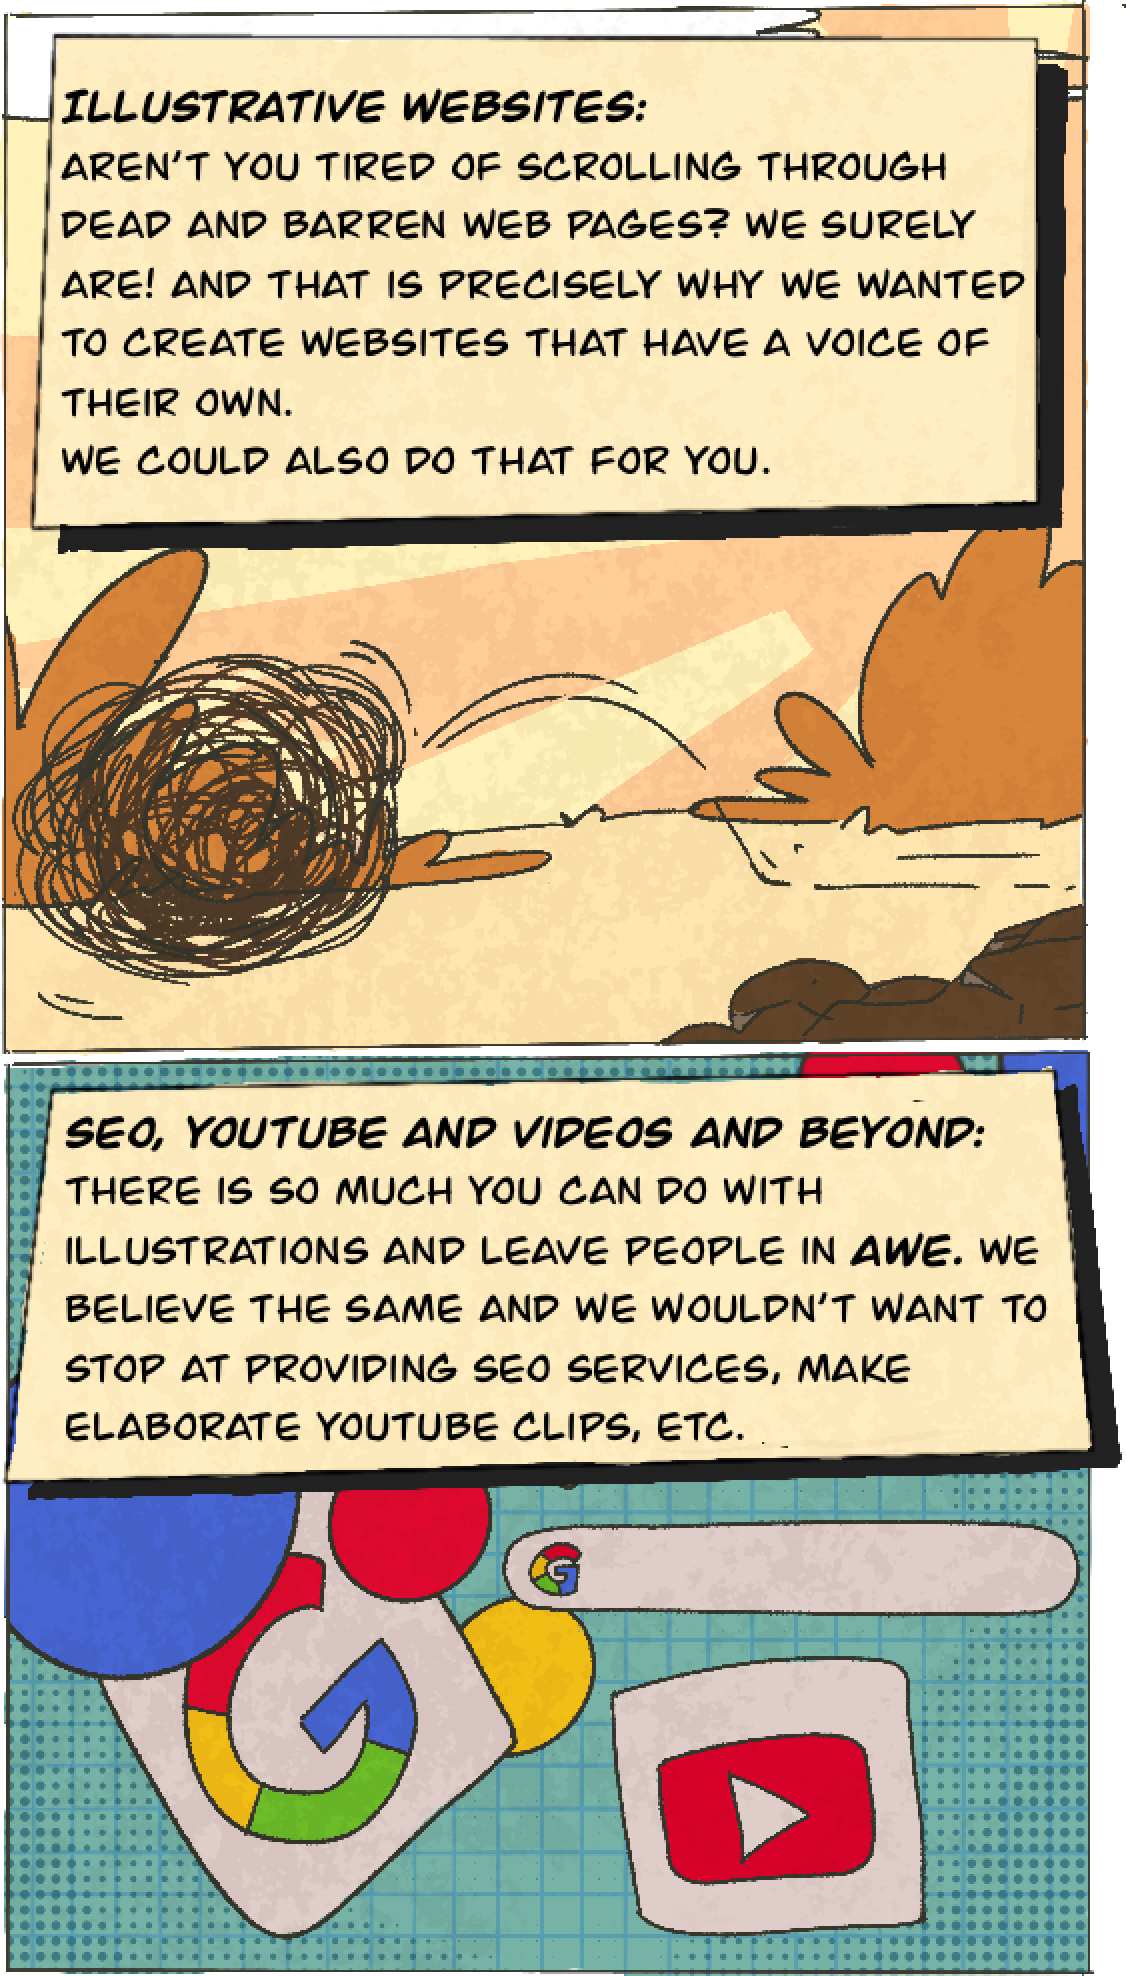 ILLUSTRATIVE WEBSITES:
AREN'T YOU TIRED OF SCROLLING THROUGH
DEAD AND BARREN WEB PAGES? WE SURELY
ARE! AND THAT IS PRECISELY WHY WE WANTED
TO CREATE WEBSITES THAT HAVE A VOICE OF
THEIR OWN.
WE COULD ALSO DO THAT FOR YOU.
SEO, YOUTUBE AND VIDEOS AND BEYOND:
THERE IS SO MUCH YOU CAN DO WITH
ILLUSTRATIONS AND LEAVE PEOPLE IN AWE. WE
BELIEVE THE SAME AND WE WOULDN'T WANT TO
STOP AT PROVIDING SEO SERVICES, MAKE
ELABORATE YOUTUBE CLIPS, ETC.
G
G